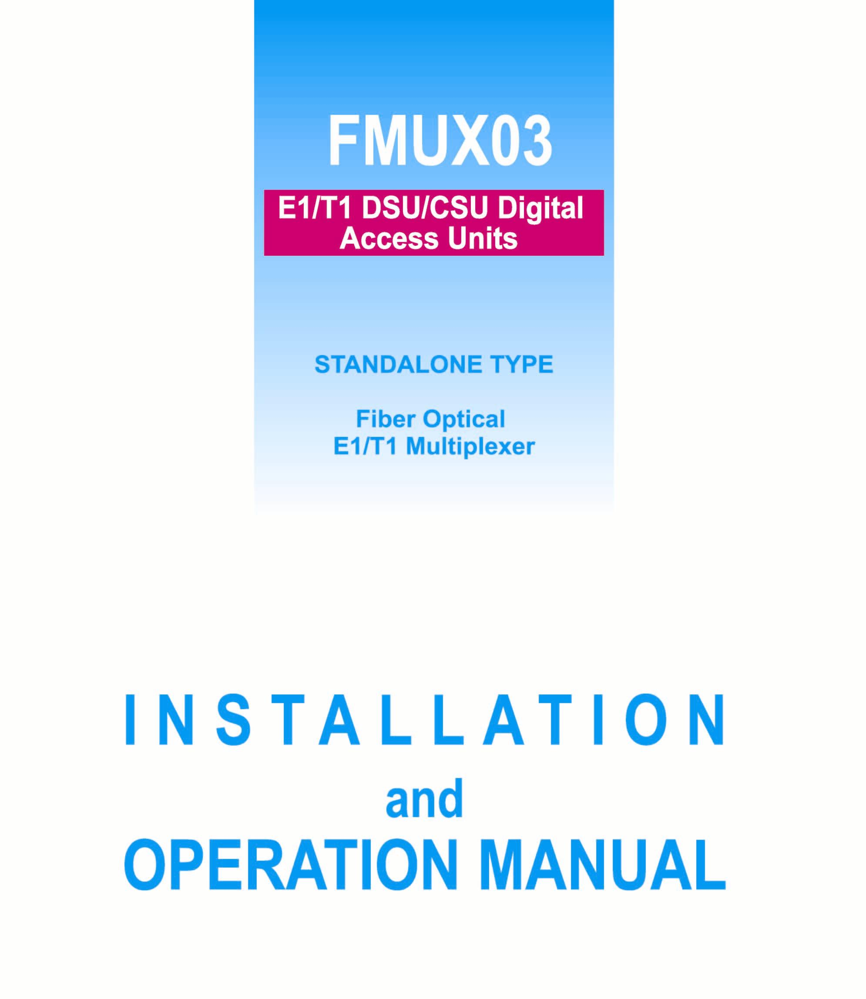 FMUX03
E1/T1 DSU/CSU Digital
Access Units
STANDALONE TYPE
Fiber Optical
E1/T1 Multiplexer
INSTALLATION
and
OPERATION MANUAL